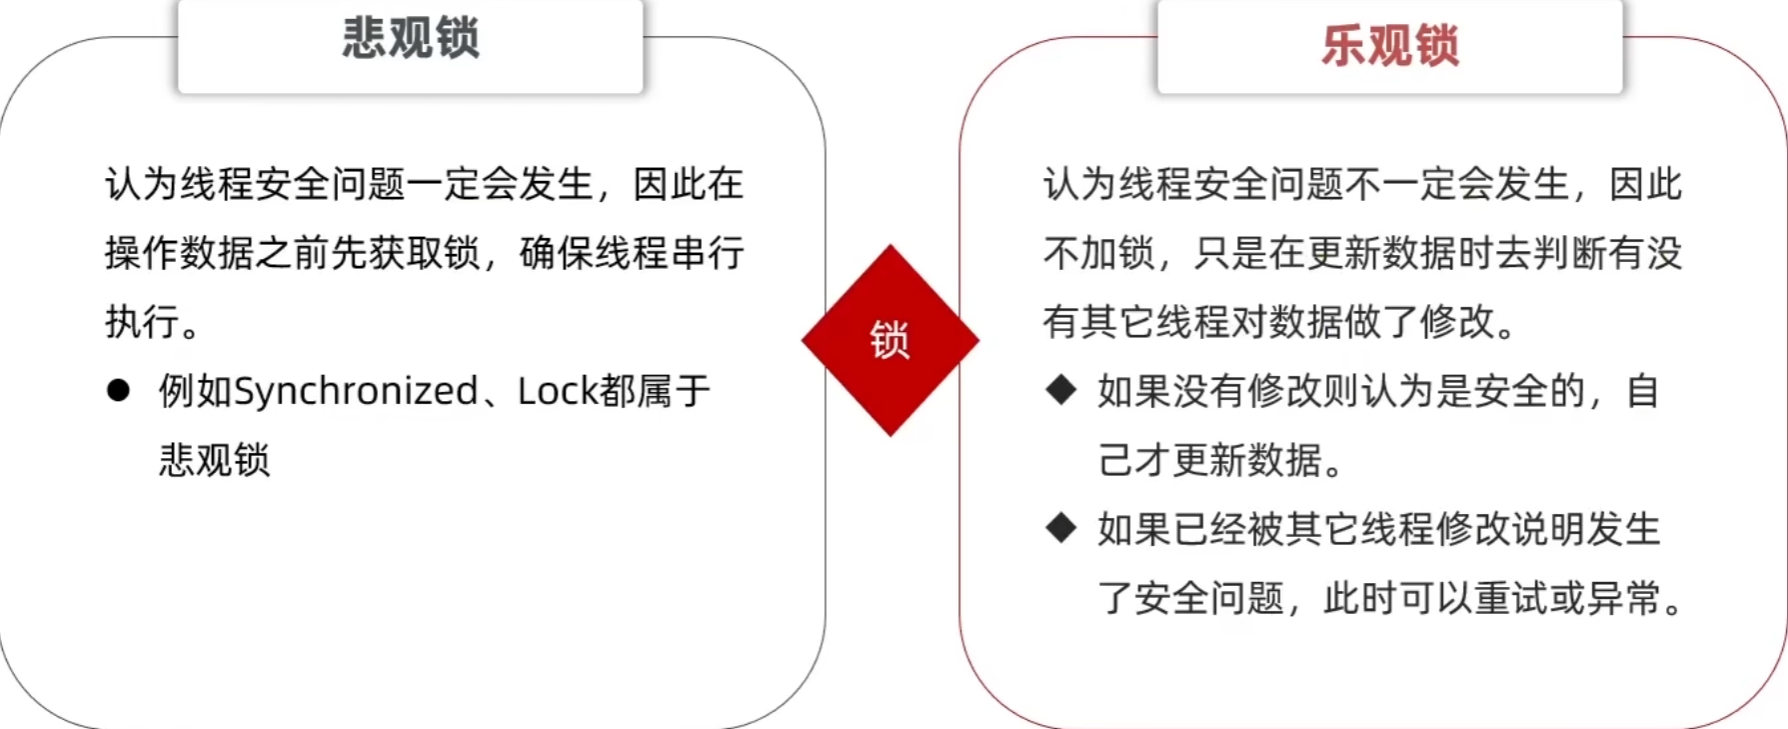 悲观锁
认为线程安全问题一定会发生，因此在
操作数据之前先获取锁，确保线程串行
执行。
例如Synchronized、Lock都属于
悲观锁
锁
乐观锁
认为线程安全问题不一定会发生，因此
不加锁，只是在更新数据时去判断有没
有其它线程对数据做了修改。
如果没有修改则认为是安全的，自
己才更新数据。
如果已经被其它线程修改说明发生
了安全问题，此时可以重试或异常。